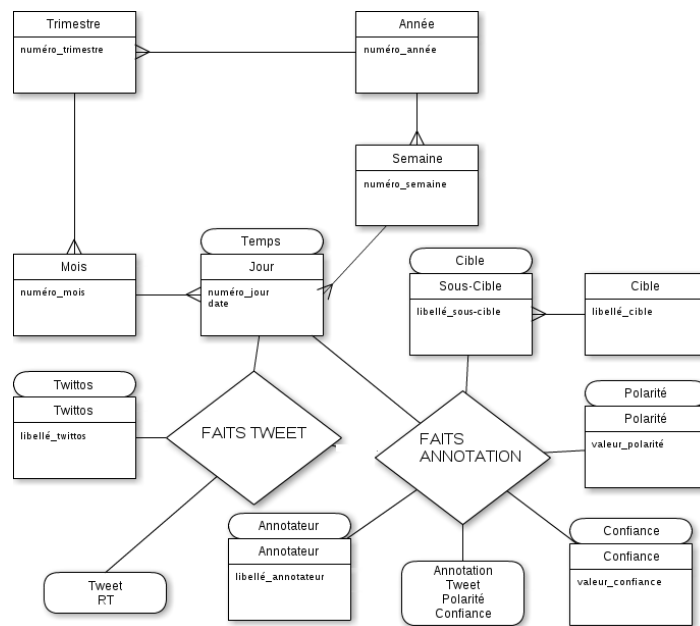 Trimestre
numéro_trimestre
Année
numéro_année
Semaine
numéro_semaine
Mois
numéro_mois
Temps
Jour
numéro_jour
date
Cible
Sous-Cible
libellé_sous-cible
Cible
libellé_cible
Twittos
Twittos
libellé_twittos
FAITS TWEET
FAITS
ANNOTATION
Polarité
Polarité
valeur_polarité
Annotateur
Annotateur
libellé_annotateur
Confiance
Confiance
valeur_confiance
Tweet
RT
Annotation
Tweet
Polarité
Confiance